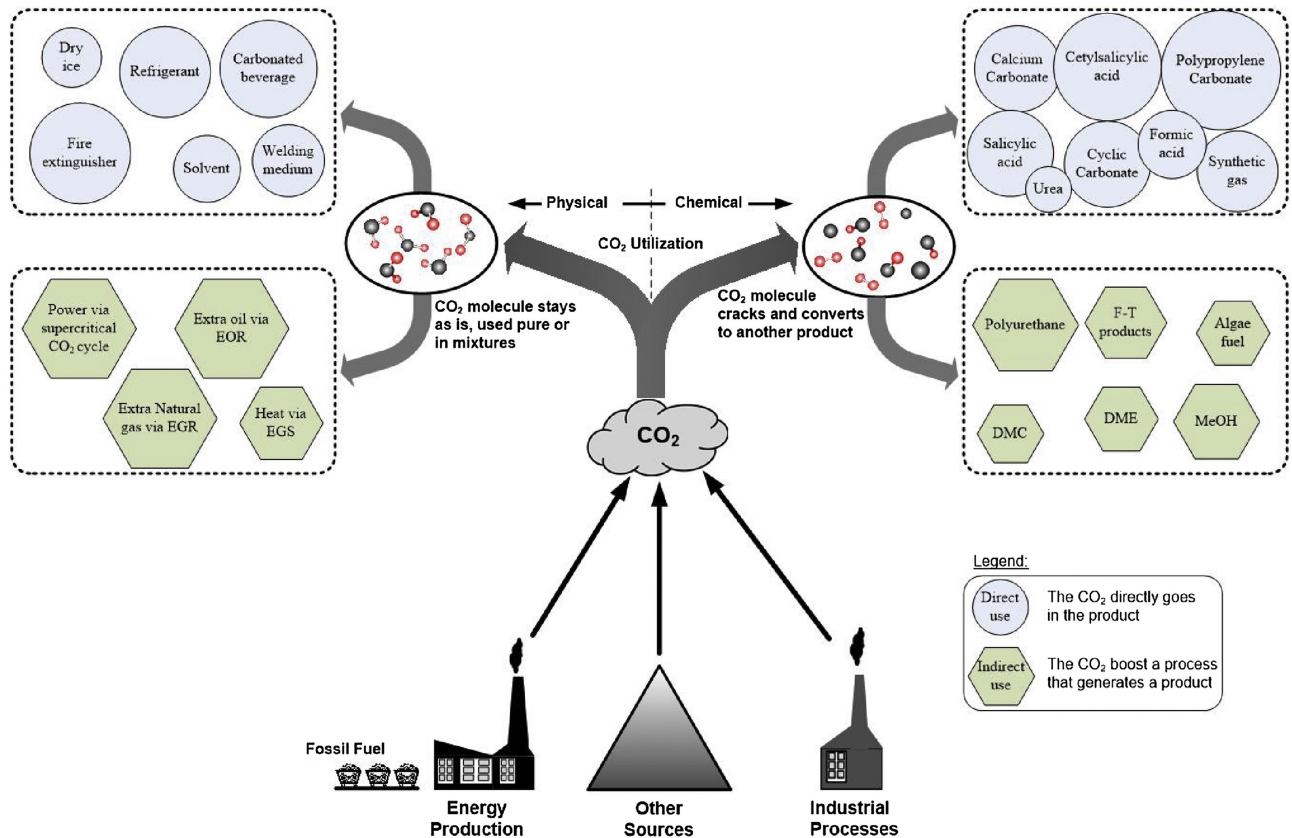 Dry
ice
Refrigerant
Carbonated
beverage
Fire
extinguisher
Solvent
Welding
medium
Calcium
Carbonate
Cetylsalicylic
acid
Polypropylene
Carbonate
Salicylic
acid
Urea
Cyclic
Carbonate
Formic
acid
Synthetic
gas
Physical
Chemical
CO₂ Utilization
CO₂ molecule stays
as is, used pure or
in mixtures
CO₂ molecule
cracks and converts
to another product
Power via
supercritical
CO₂ cycle
Extra oil via
EOR
Extra Natural
gas via EGR
Heat via
EGS
Polyurethane
F-T
products
Algae
fuel
DMC
DME
MeOH
CO₂
Legend:
Direct
use
The CO₂ directly goes
in the product
Indirect
use
The CO₂ boost a process
that generates a product
Fossil Fuel
Energy
Production
Other
Sources
Industrial
Processes